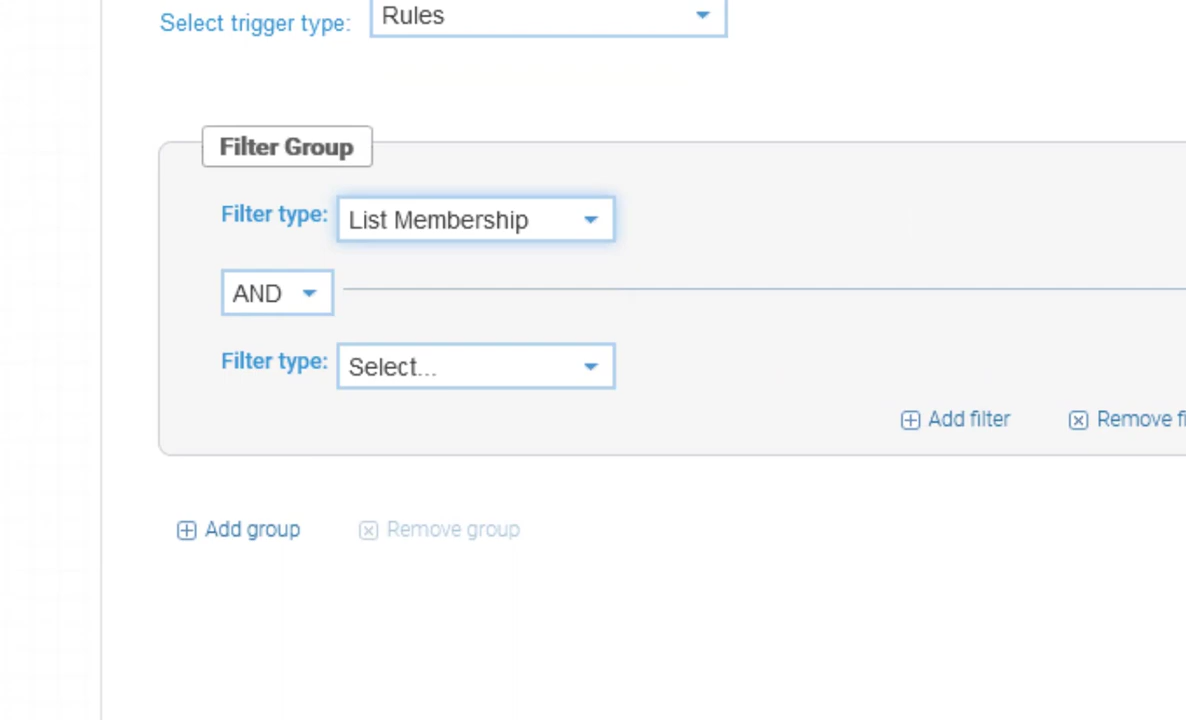 Select trigger type: Rules
Filter Group
Filter type: List Membership
AND
Filter type: Select...
Add filter Remove
Add group Remove group